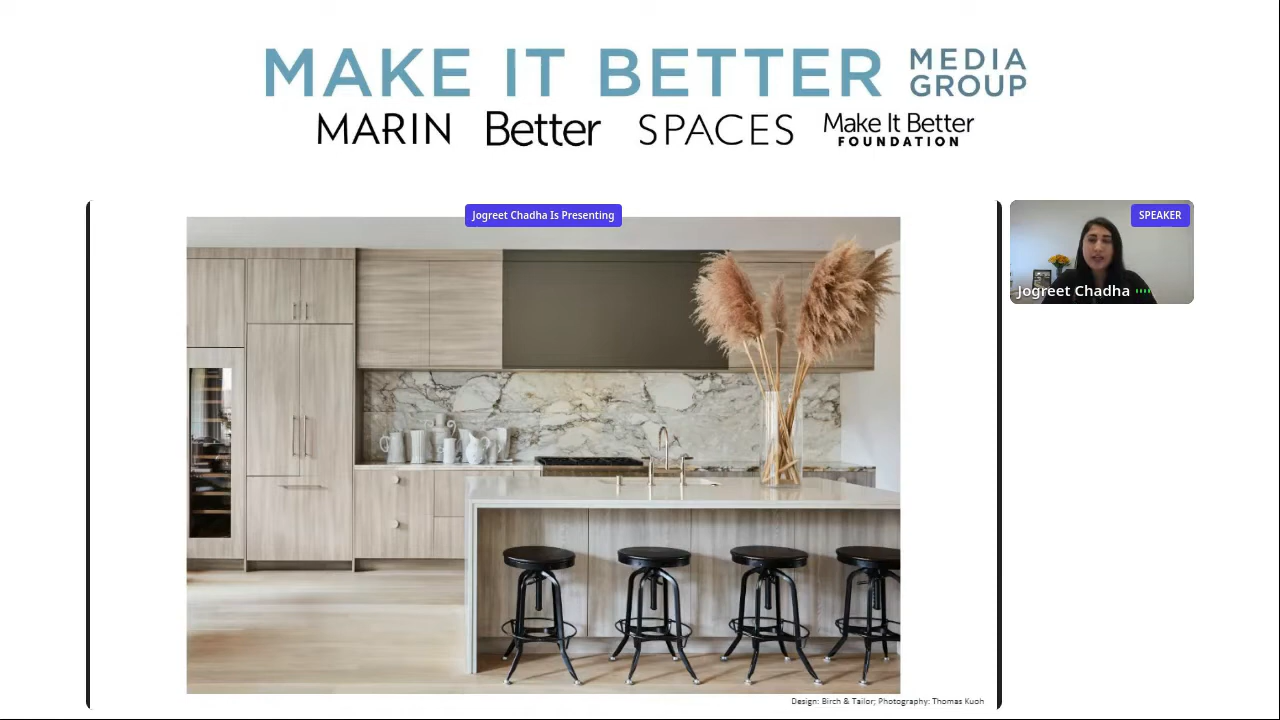 MAKE IT BETTER MEDIA GROUP
MARIN Better SPACES Make It Better FOUNDATION
Jogreet Chadha Is Presenting
SPEAKER
Jogreet Chadha
Design: Birch & Tailor; Photography: Thomas Kuoh